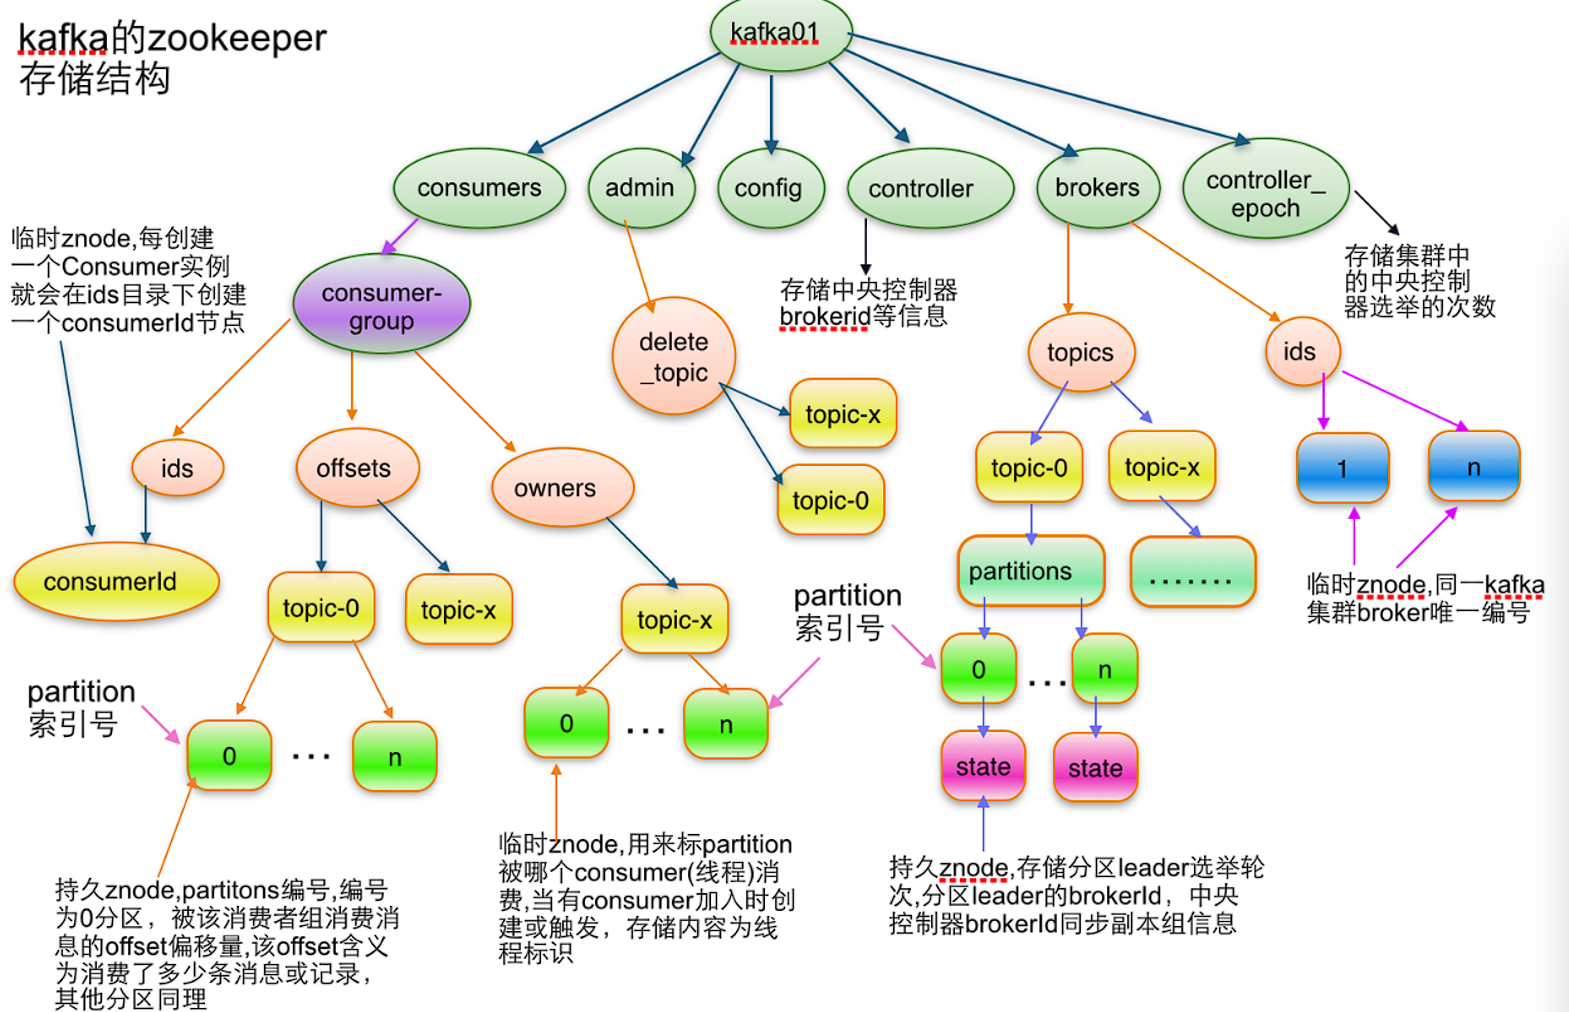 kafka的zookeeper
存储结构
kafka01
consumers
admin
config
controller
brokers
controller_
epoch
临时znode,每创建
一个Consumer实例
就会在ids目录下创建
一个consumerId节点
consumer-
group
存储中央控制器
brokerid等信息
存储集群中
的中央控制
器选举的次数
delete
_topic
topics
ids
topic-x
topic-0
ids
offsets
owners
topic-0
topic-x
1
n
consumerId
topic-0
topic-x
topic-x
partitions
.......
临时znode,同一kafka
集群broker唯一编号
partition
索引号
0
...
n
partition
索引号
0
...
n
0
...
n
state
state
持久znode,partitons编号,编号
为0分区，被该消费者组消费消
息的offset偏移量,该offset含义
为消费了多少条消息或记录，
其他分区同理
临时znode,用来标partition
被哪个consumer(线程)消
费,当有consumer加入时创
建或触发，存储内容为线
程标识
持久znode,存储分区leader选举轮
次,分区leader的brokerId，中央
控制器brokerId同步副本组信息